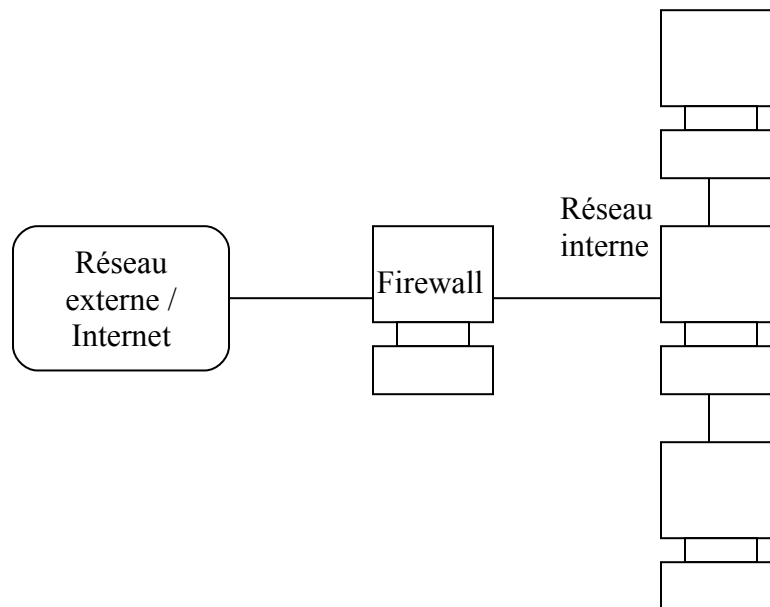 Réseau
externe /
Internet
Firewall
Réseau
interne